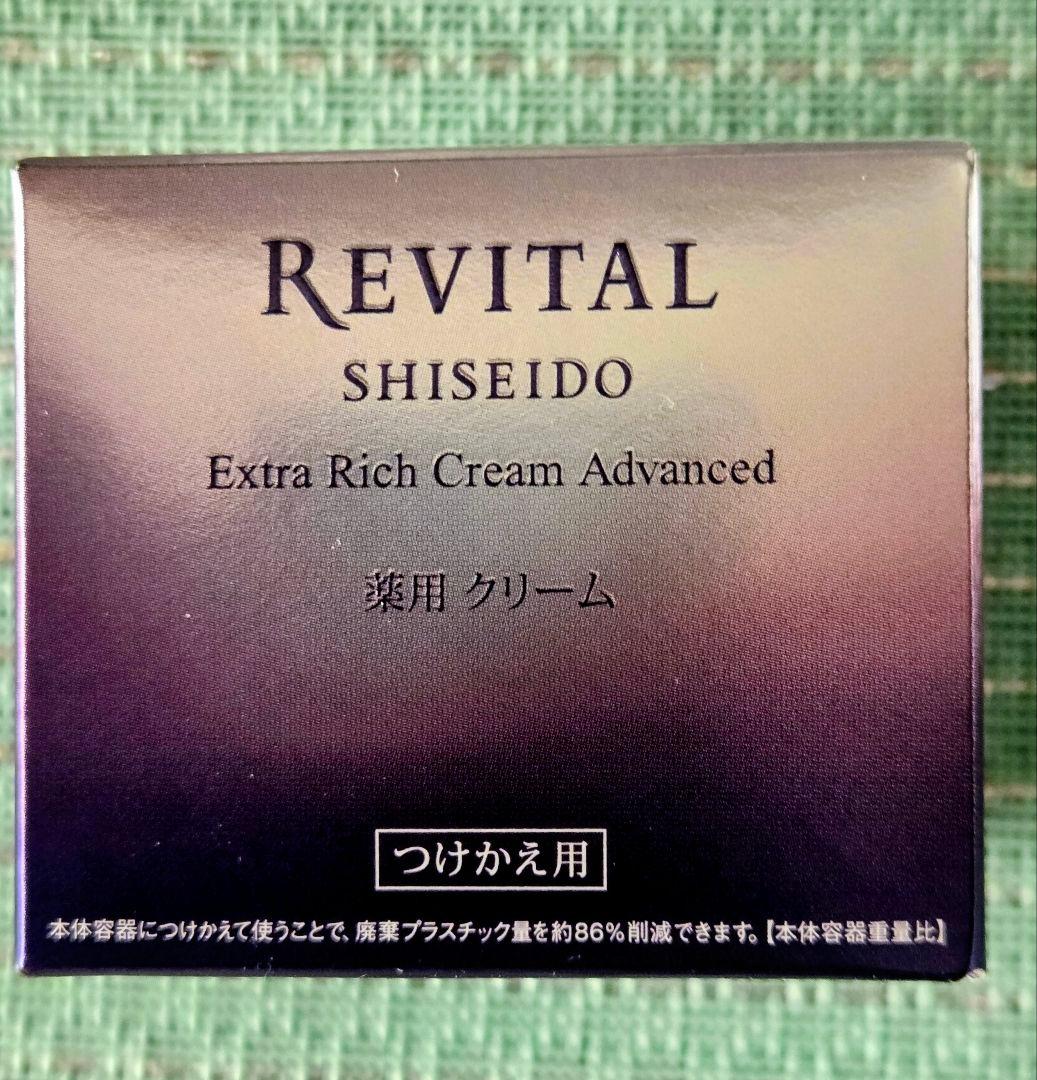 REVITAL
SHISEIDO
Extra Rich Cream Advanced
薬用 クリーム
つけかえ用
本体容器につけかえて使うことで、廃棄プラスチック量を約86%削減できます。【本体容器重量比】